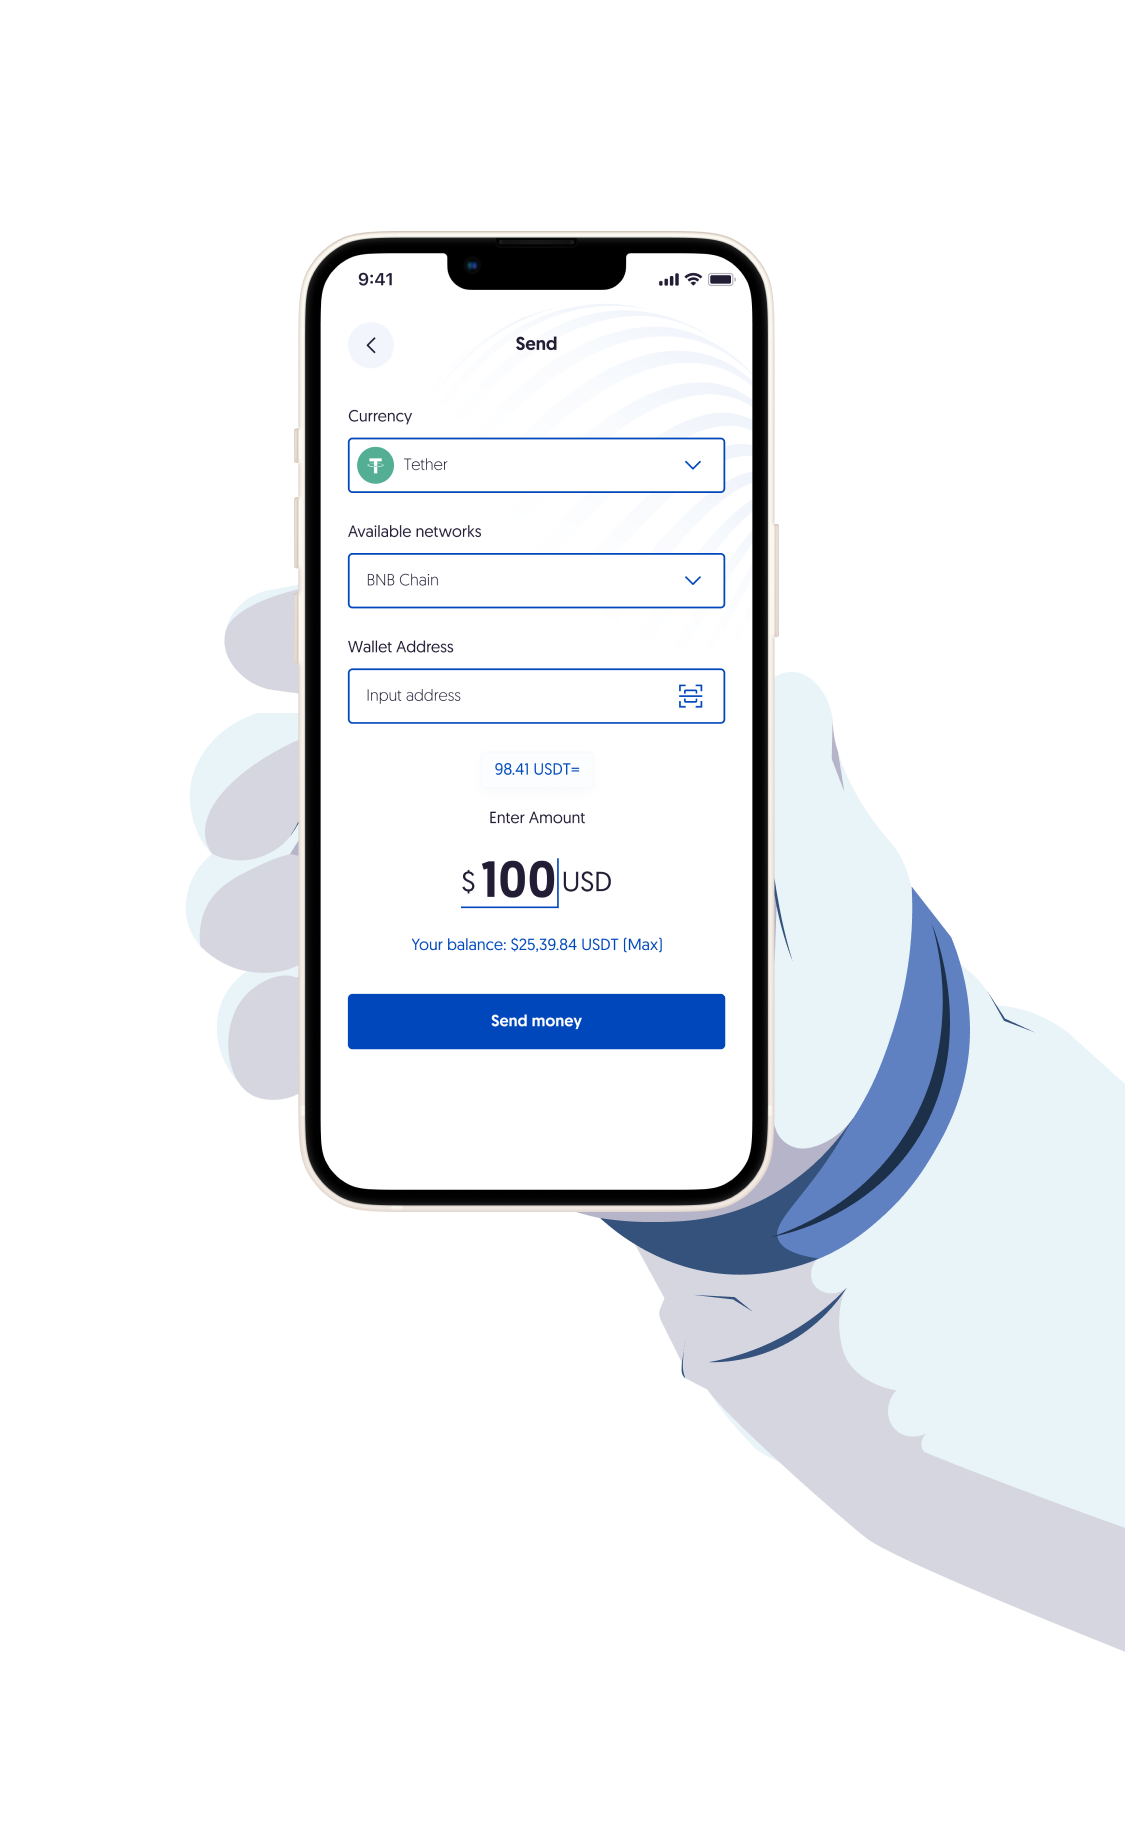 9:41
Send
Currency
Tether
Available networks
BNB Chain
Wallet Address
Input address
98.41 USDT=
Enter Amount
$ 100 USD
Your balance: $25,39.84 USDT (Max)
Send money